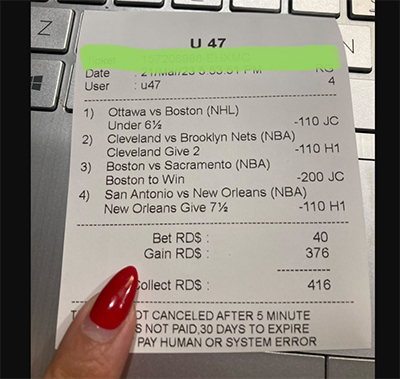 U 47
Date :
User : u47 4
1) Ottawa vs Boston (NHL)
Under 6½ -110 JC
2) Cleveland vs Brooklyn Nets (NBA)
Cleveland Give 2 -110 H1
3) Boston vs Sacramento (NBA)
Boston to Win -200 JC
4) San Antonio vs New Orleans (NBA)
New Orleans Give 7½ -110 H1
Bet RD$ : 40
Gain RD$ : 376
Collect RD$ : 416
NOT CANCELED AFTER 5 MINUTE
IS NOT PAID,30 DAYS TO EXPIRE
PAY HUMAN OR SYSTEM ERROR
Z
N
Alt